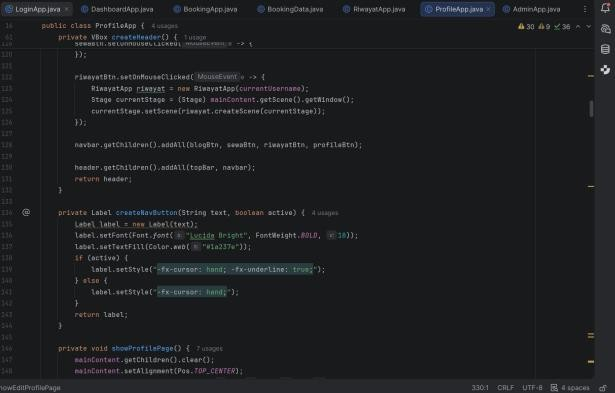 LoginApp.java
DashboardApp.java
BookingApp.java
BookingData.java
RiwayatApp.java
ProfileApp.java
AdminApp.java
16 public class ProfileApp { 4 usages
30 9 36
61 private VBox createHeader() { 1 usage
sewaBtn.setOnMouseClicked( MouseEvent e -> {
120 });
121
122 riwayatBtn.setOnMouseClicked( MouseEvent e -> {
123 RiwayatApp riwayat = new RiwayatApp(currentUsername);
124 Stage currentStage = (Stage) mainContent.getScene().getWindow();
125 currentStage.setScene(riwayat.createScene(currentStage));
126 });
127
128 navbar.getChildren().addAll(blogBtn, sewaBtn, riwayatBtn, profileBtn);
129
130 header.getChildren().addAll(topBar, navbar);
131 return header;
132 }
133
134 private Label createNavButton(String text, boolean active) { 4 usages
135 Label label = new Label(text);
136 label.setFont(Font.font( "Lucida Bright", FontWeight.BOLD, 18));
137 label.setTextFill(Color.web( "#1a237e"));
138 if (active) {
139 label.setStyle("-fx-cursor: hand; -fx-underline: true;");
140 } else {
141 label.setStyle("-fx-cursor: hand;");
142 }
143 return label;
144 }
145
146 private void showProfilePage() { 7 usages
147 mainContent.getChildren().clear();
148 mainContent.setAlignment(Pos.TOP_CENTER);
howEditProfilePage
330:1 CRLF UTF-8 4 spaces